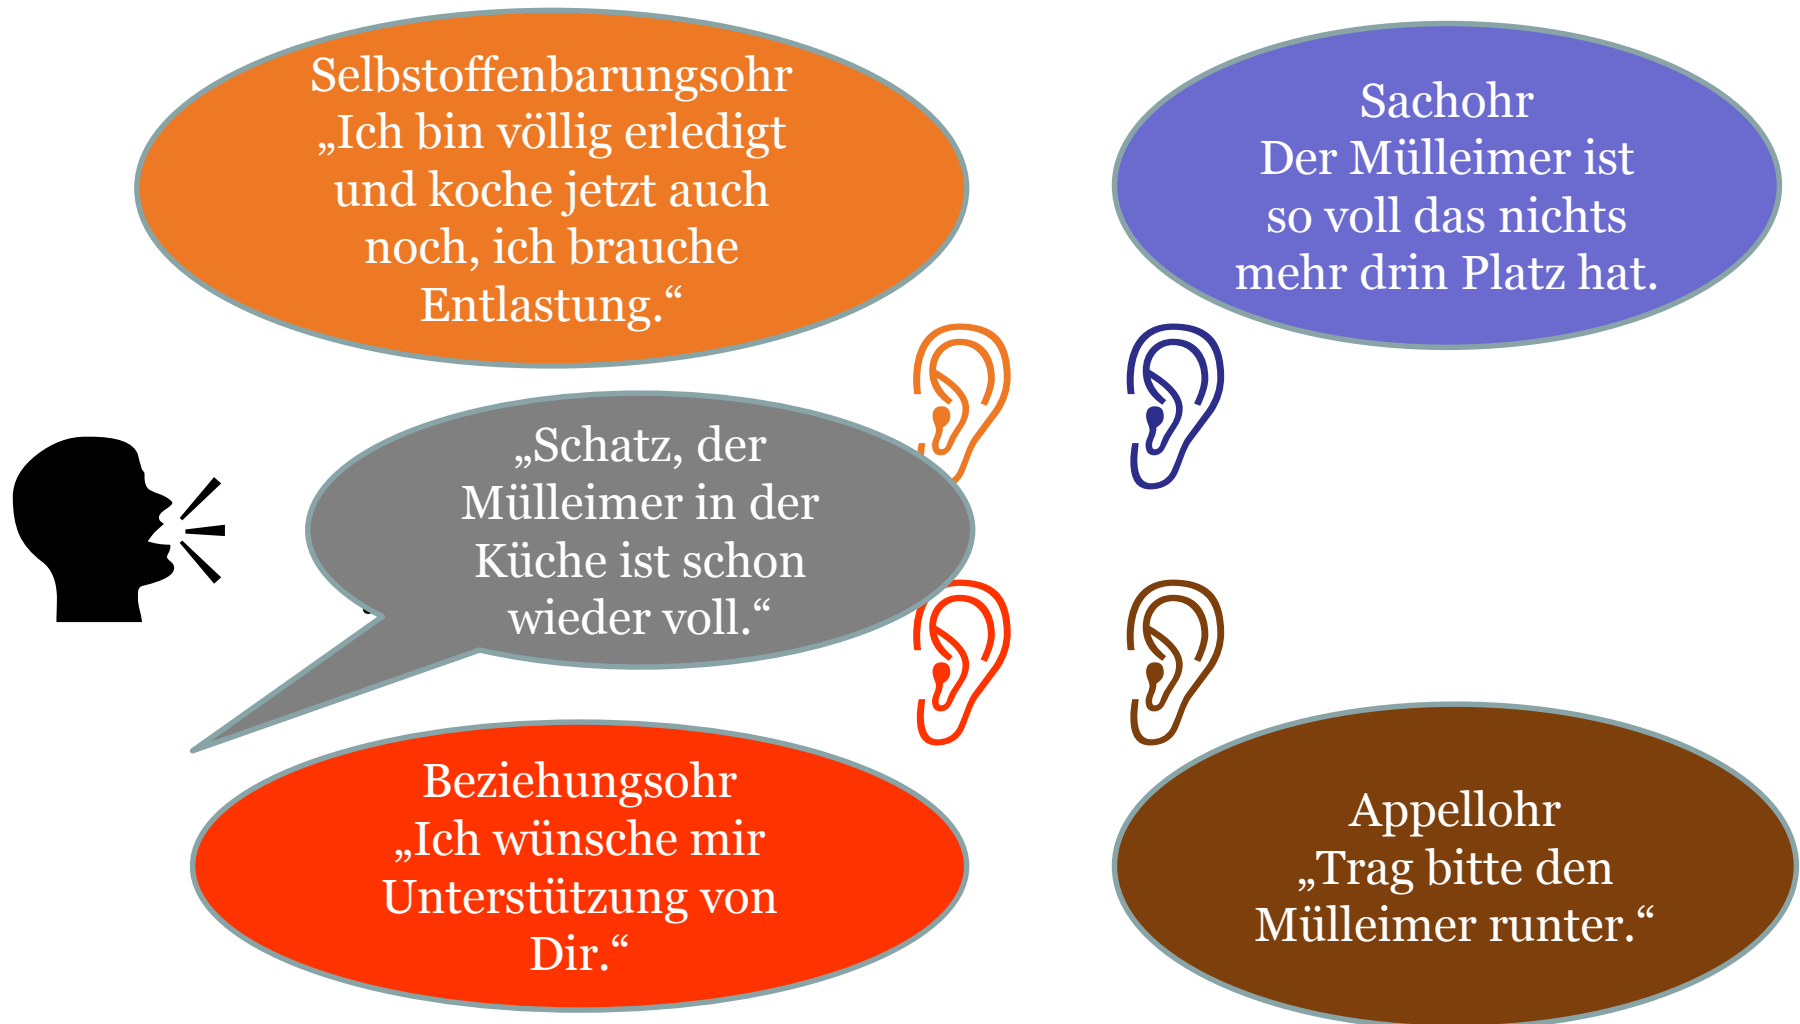 Selbstoffenbarungsohr
„Ich bin völlig erledigt
und koche jetzt auch
noch, ich brauche
Entlastung.“
Sachohr
Der Mülleimer ist
so voll das nichts
mehr drin Platz hat.
„Schatz, der
Mülleimer in der
Küche ist schon
wieder voll.“
Beziehungsohr
„Ich wünsche mir
Unterstützung von
Dir.“
Appellohr
„Trag bitte den
Mülleimer runter.“